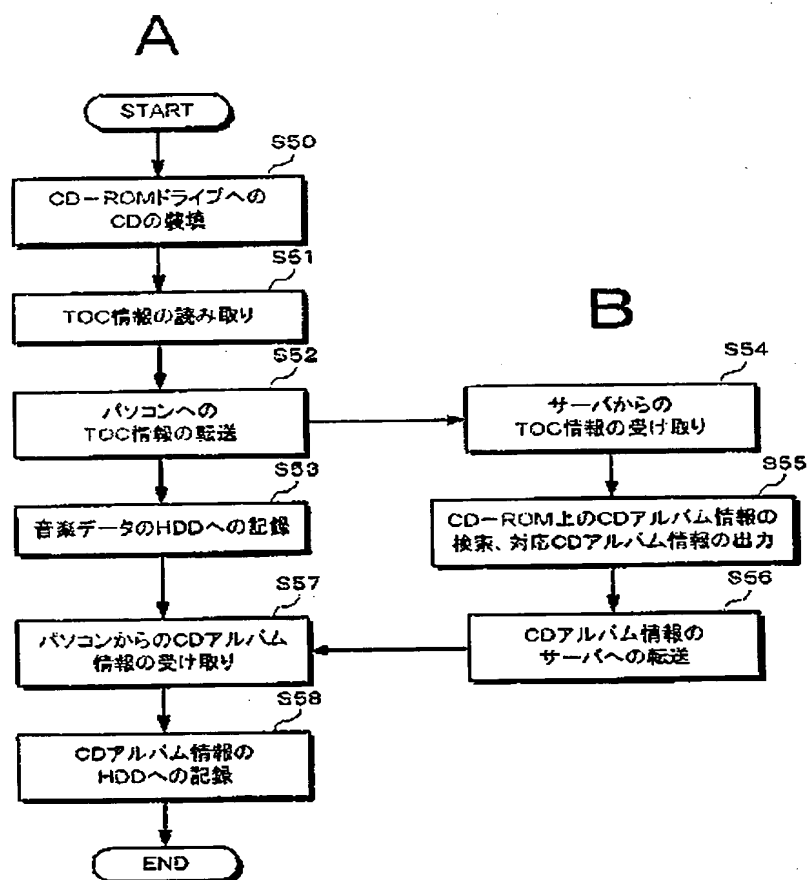 A
START
S50
CD-ROMドライブへの
CDの装填
S51
TOC情報の読み取り
S52
パソコンへの
TOC情報の転送
S53
音楽データのHDDへの記録
S57
パソコンからのCDアルバム
情報の受け取り
S58
CDアルバム情報の
HDDへの記録
END
B
S54
サーバからの
TOC情報の受け取り
S55
CD-ROM上のCDアルバム情報の
検索、対応CDアルバム情報の出力
S56
CDアルバム情報の
サーバへの転送